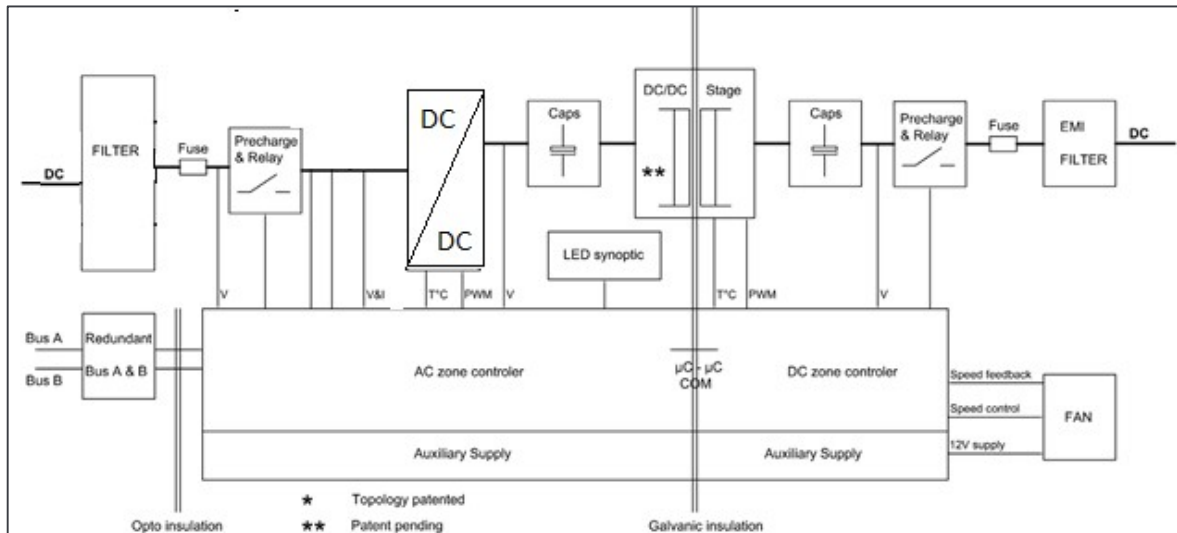 DC
FILTER
Fuse
Precharge
& Relay
DC
DC
Caps
DC/DC
Stage
**
Caps
Precharge
& Relay
Fuse
EMI
FILTER
DC
LED synoptic
V
V&I
T°C
PWM
V
T°C
PWM
V
Bus A
Bus B
Redundant
Bus A & B
AC zone controler
µC - µC
COM
DC zone controler
Speed feedback
Speed control
12V supply
FAN
Auxiliary Supply
Auxiliary Supply
* Topology patented
** Patent pending
Opto insulation
Galvanic insulation